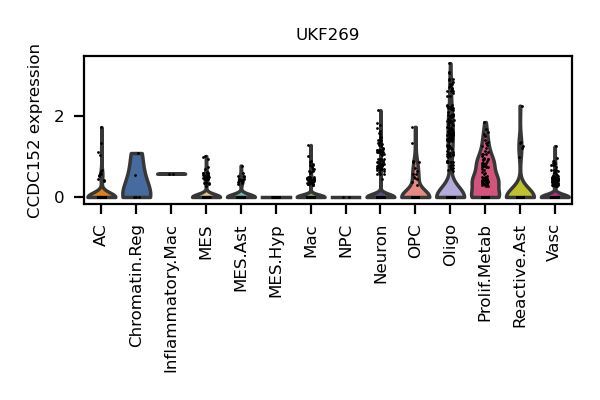 UKF269
CCDC152 expression
2
0
AC
Chromatin.Reg
Inflammatory.Mac
MES
MES.Ast
MES.Hyp
Mac
NPC
Neuron
OPC
Oligo
Prolif.Metab
Reactive.Ast
Vasc